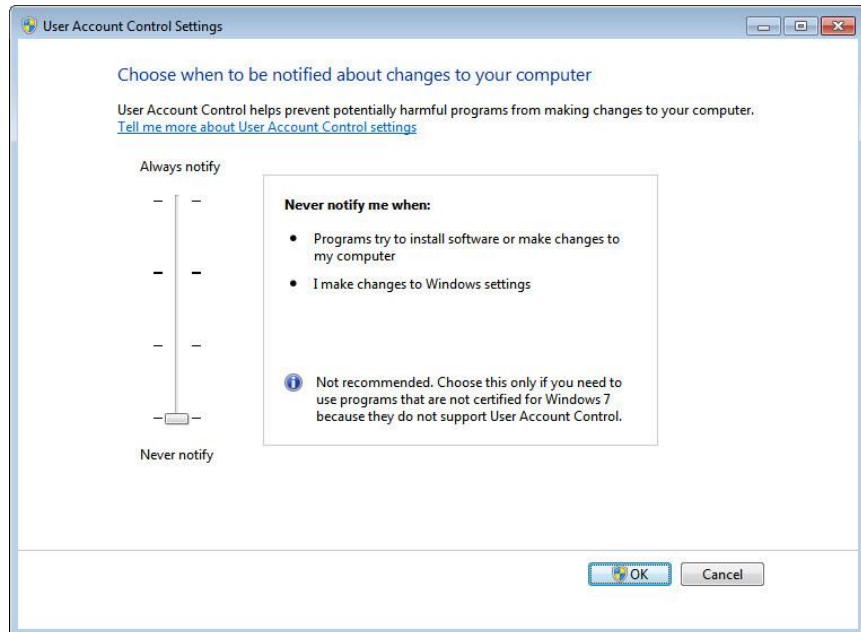 User Account Control Settings
Choose when to be notified about changes to your computer
User Account Control helps prevent potentially harmful programs from making changes to your computer.
Tell me more about User Account Control settings
Always notify
Never notify me when:
Programs try to install software or make changes to
my computer
I make changes to Windows settings
Not recommended. Choose this only if you need to
use programs that are not certified for Windows 7
because they do not support User Account Control.
Never notify
OK
Cancel